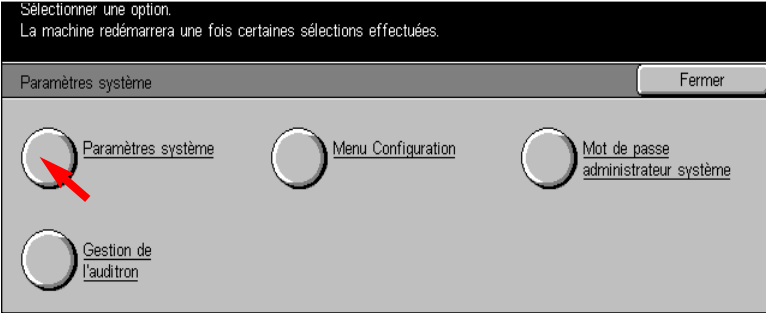 Sélectionner une option.
La machine redémarrera une fois certaines sélections effectuées.
Paramètres système
Fermer
Paramètres système
Menu Configuration
Mot de passe
administrateur système
Gestion de
l'auditron